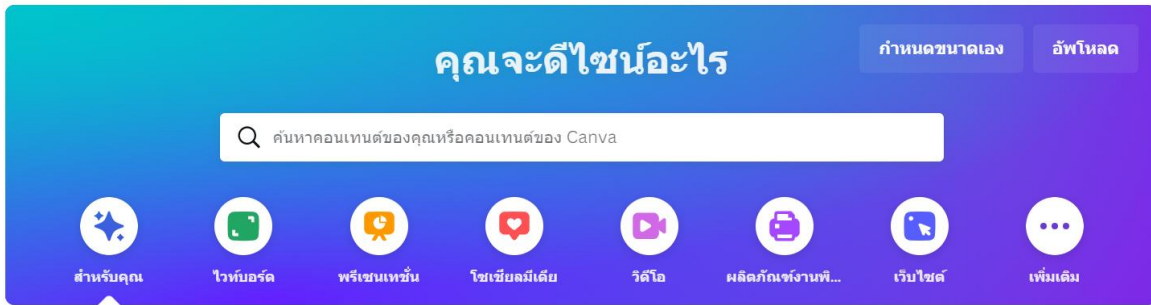 คุณจะดีไซน์อะไร
กำหนดขนาดเอง
อัพโหลด
ค้นหาคอนเทนต์ของคุณหรือคอนเทนต์ของ Canva
สำหรับคุณ
ไวท์บอร์ด
พรีเซนเทชั่น
โซเชียลมีเดีย
วิดีโอ
ผลิตภัณฑ์งานพิ...
เว็บไซต์
เพิ่มเติม